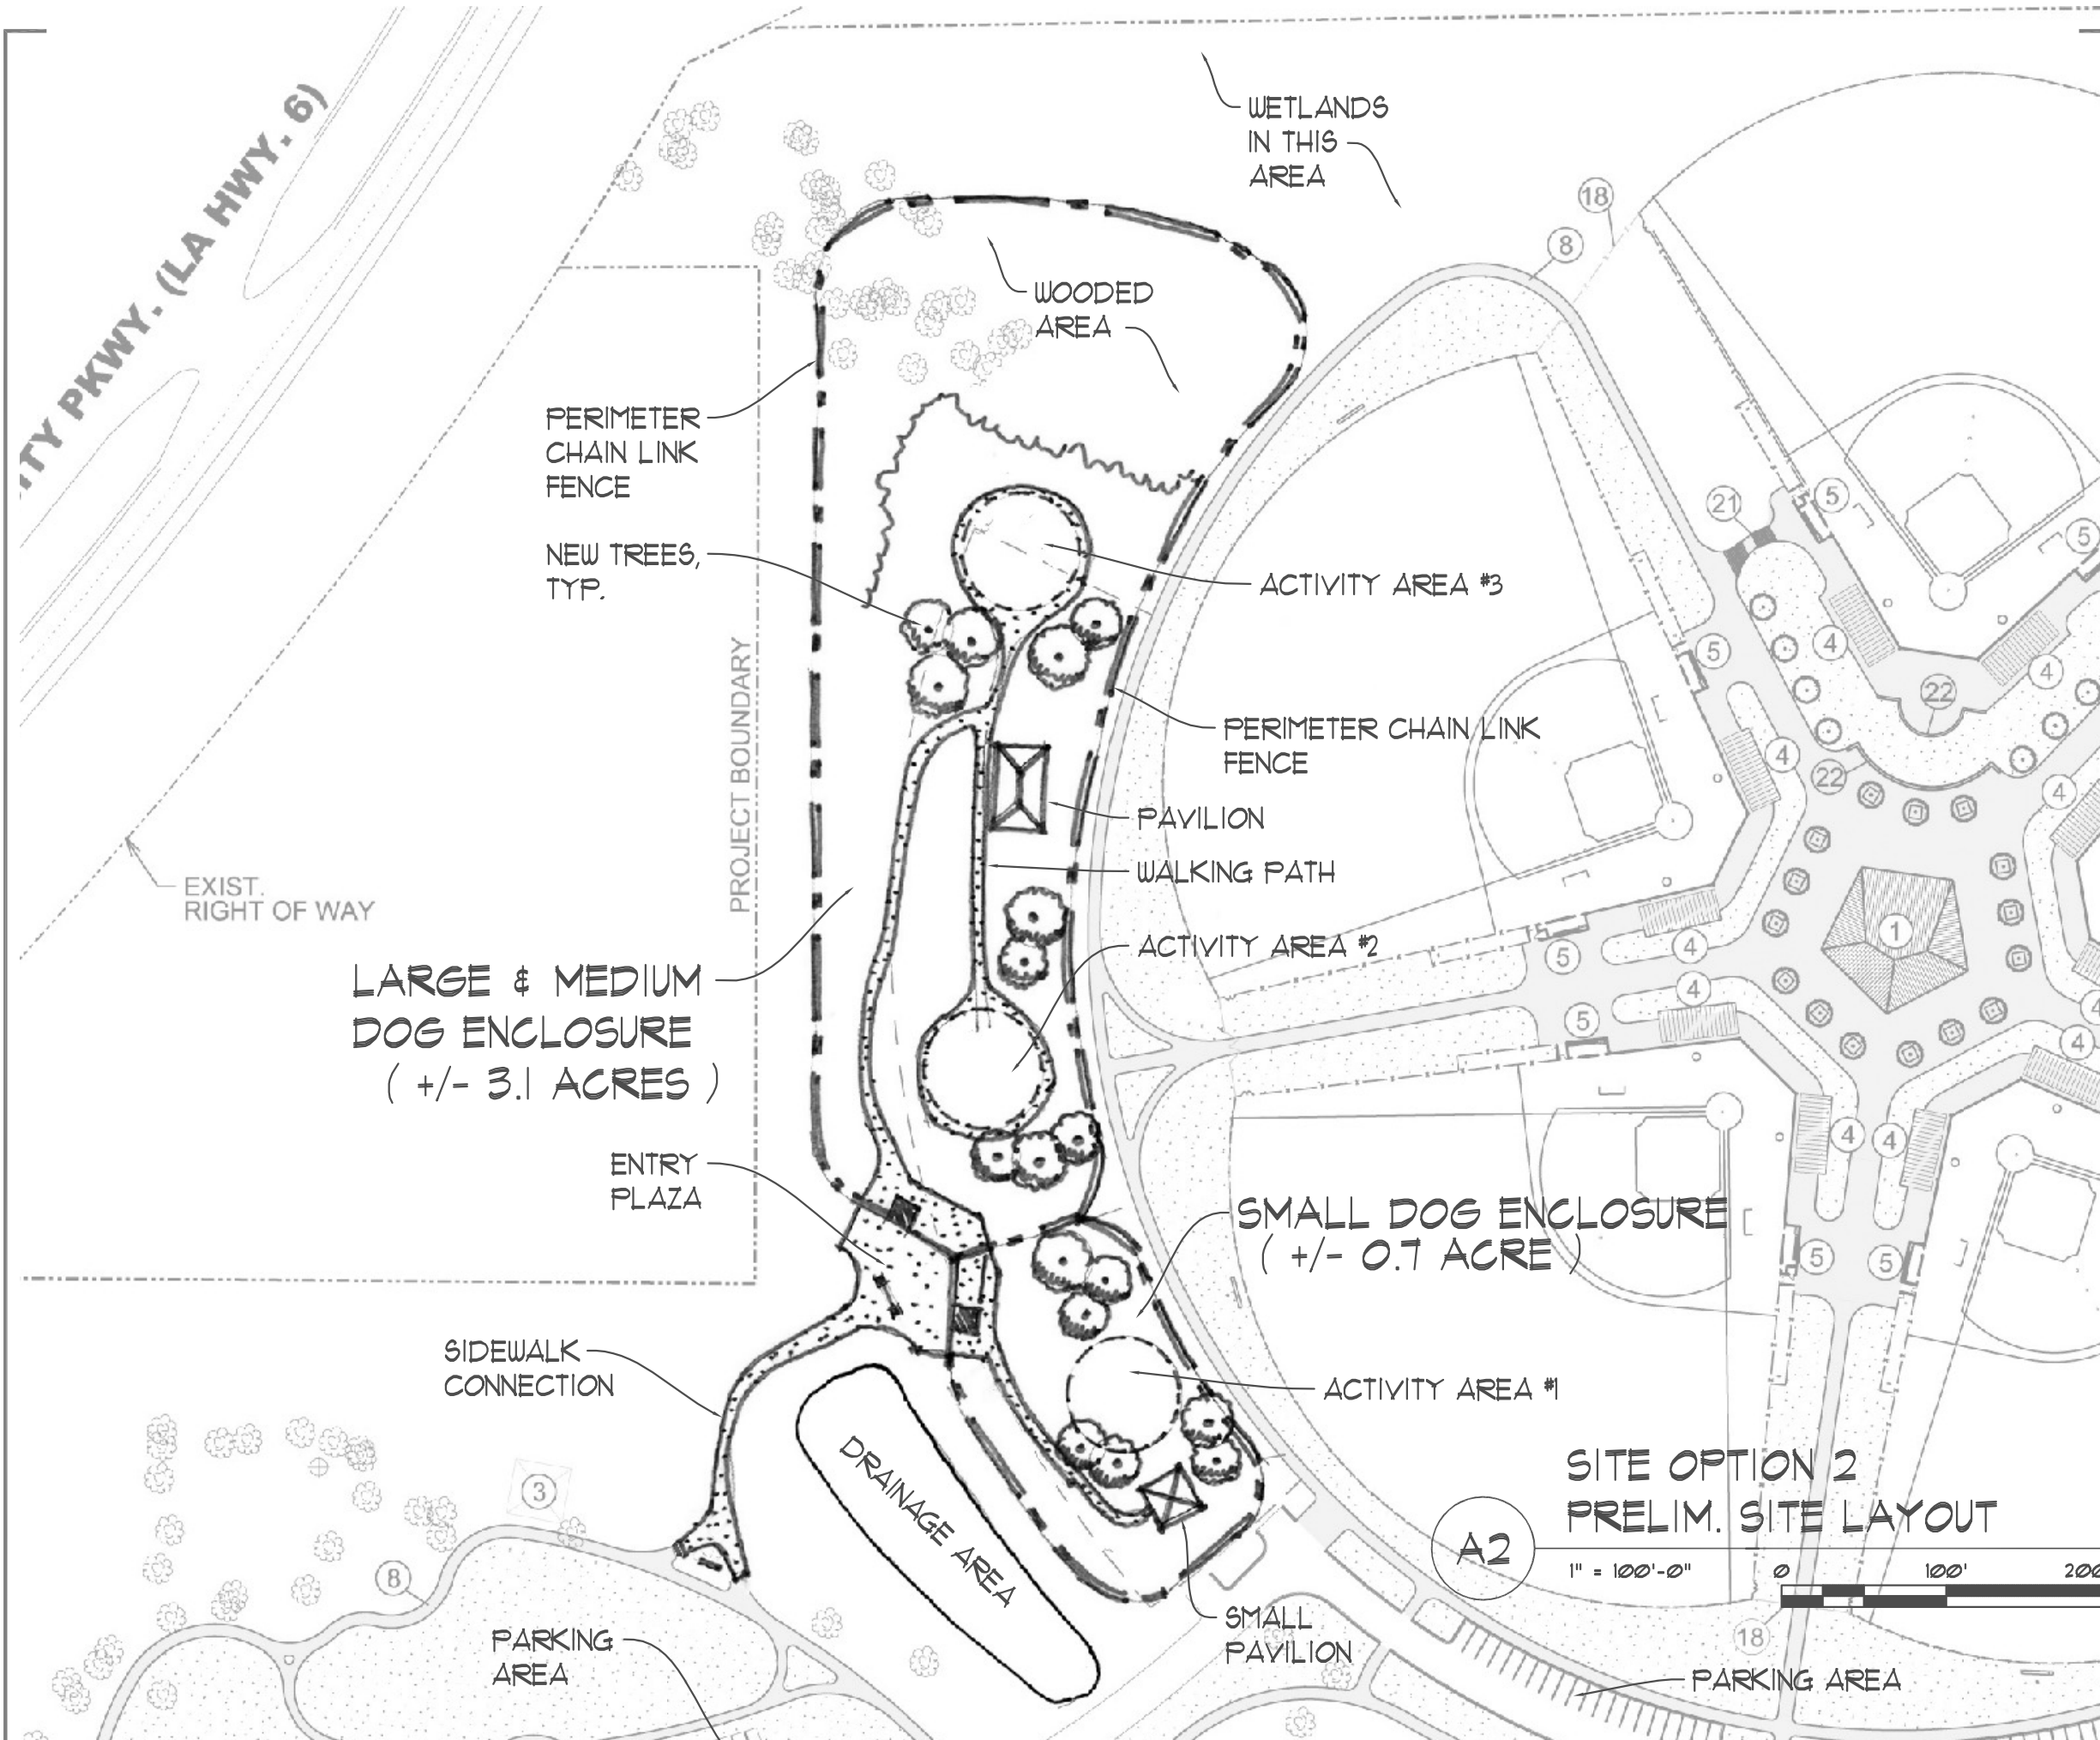 TY PKWY. (LA HWY. 6)
WETLANDS
IN THIS
AREA
18
8
WOODED
AREA
PERIMETER
CHAIN LINK
FENCE
21
5
5
NEW TREES,
TYP.
ACTIVITY AREA #3
5
4
4
22
PROJECT BOUNDARY
PERIMETER CHAIN LINK
FENCE
4
22
4
PAVILION
WALKING PATH
EXIST.
RIGHT OF WAY
1
ACTIVITY AREA #2
5
4
LARGE & MEDIUM
DOG ENCLOSURE
( +/- 3.1 ACRES )
4
5
4
4
4
4
ENTRY
PLAZA
SMALL DOG ENCLOSURE
( +/- 0.7 ACRE )
5
5
SIDEWALK
CONNECTION
ACTIVITY AREA #1
DRAINAGE AREA
3
8
SITE OPTION 2
PRELIM. SITE LAYOUT
A2
1" = 100'-0"
0
100'
200
SMALL
PAVILION
18
PARKING
AREA
PARKING AREA